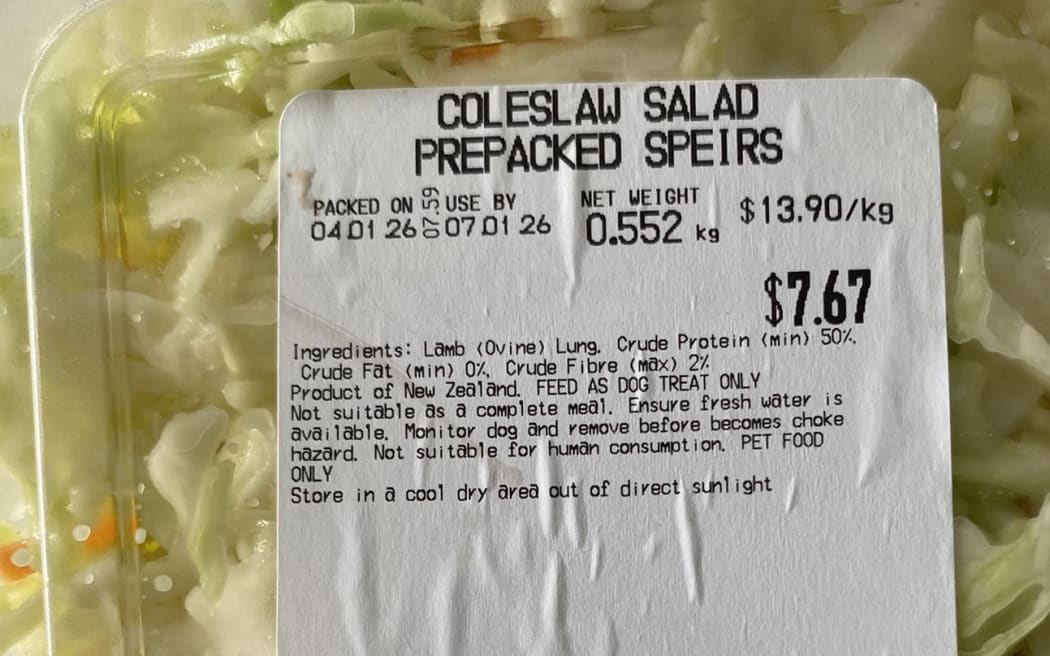 COLESLAW SALAD
PREPACKED SPEIRS
PACKED ON 07.59 USE BY NET WEIGHT
04.01 26 07.01 26 0.552 kg $13.90/kg
$7.67
Ingredients: Lamb (Ovine) Lung. Crude Protein (min) 50%,
Crude Fat (min) 0%, Crude Fibre (max) 2%
Product of New Zealand. FEED AS DOG TREAT ONLY
Not suitable as a complete meal. Ensure fresh water is
available. Monitor dog and remove before becomes choke
hazard. Not suitable for human consumption. PET FOOD
ONLY
Store in a cool dry area out of direct sunlight